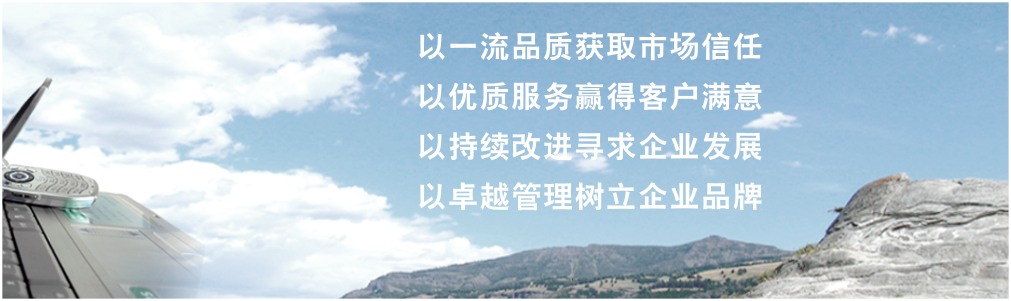 以一流品质获取市场信任
以优质服务赢得客户满意
以持续改进寻求企业发展
以卓越管理树立企业品牌